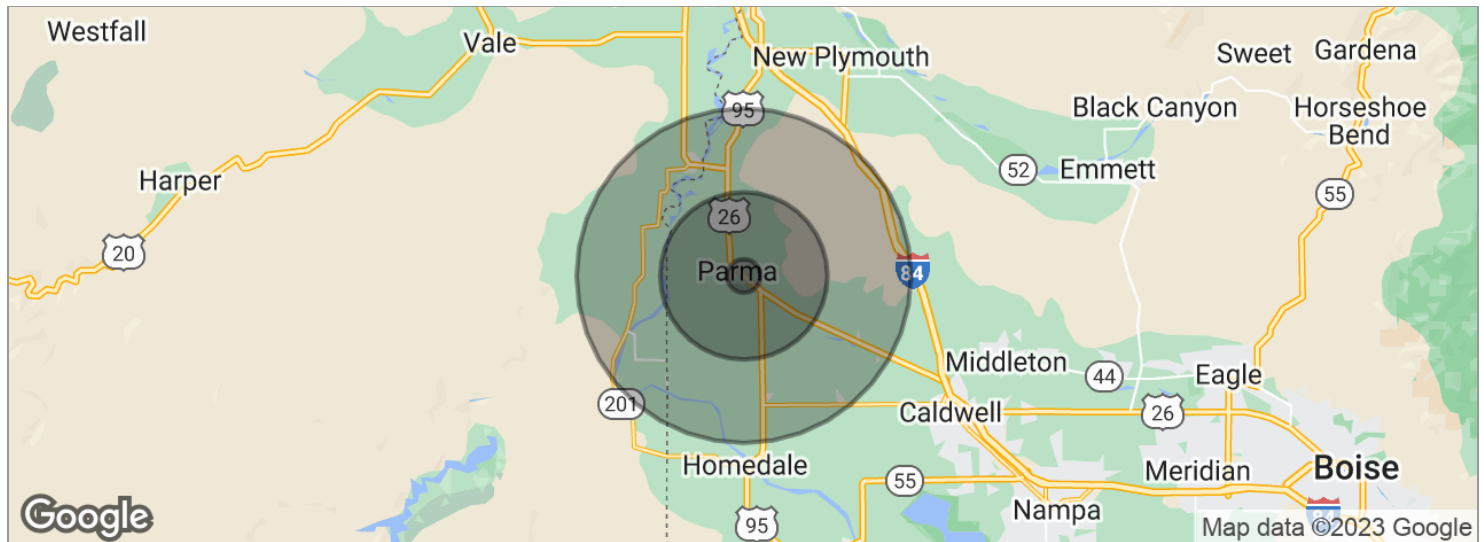 Westfall
Vale
New Plymouth
Sweet
Gardena
95
Black Canyon
Horseshoe
Bend
52
Emmett
Harper
55
26
20
Parma
84
Middleton
44
Eagle
201
Caldwell
26
Homedale
55
Meridian
Boise
Nampa
84
95
Google
Map data ©2023 Google